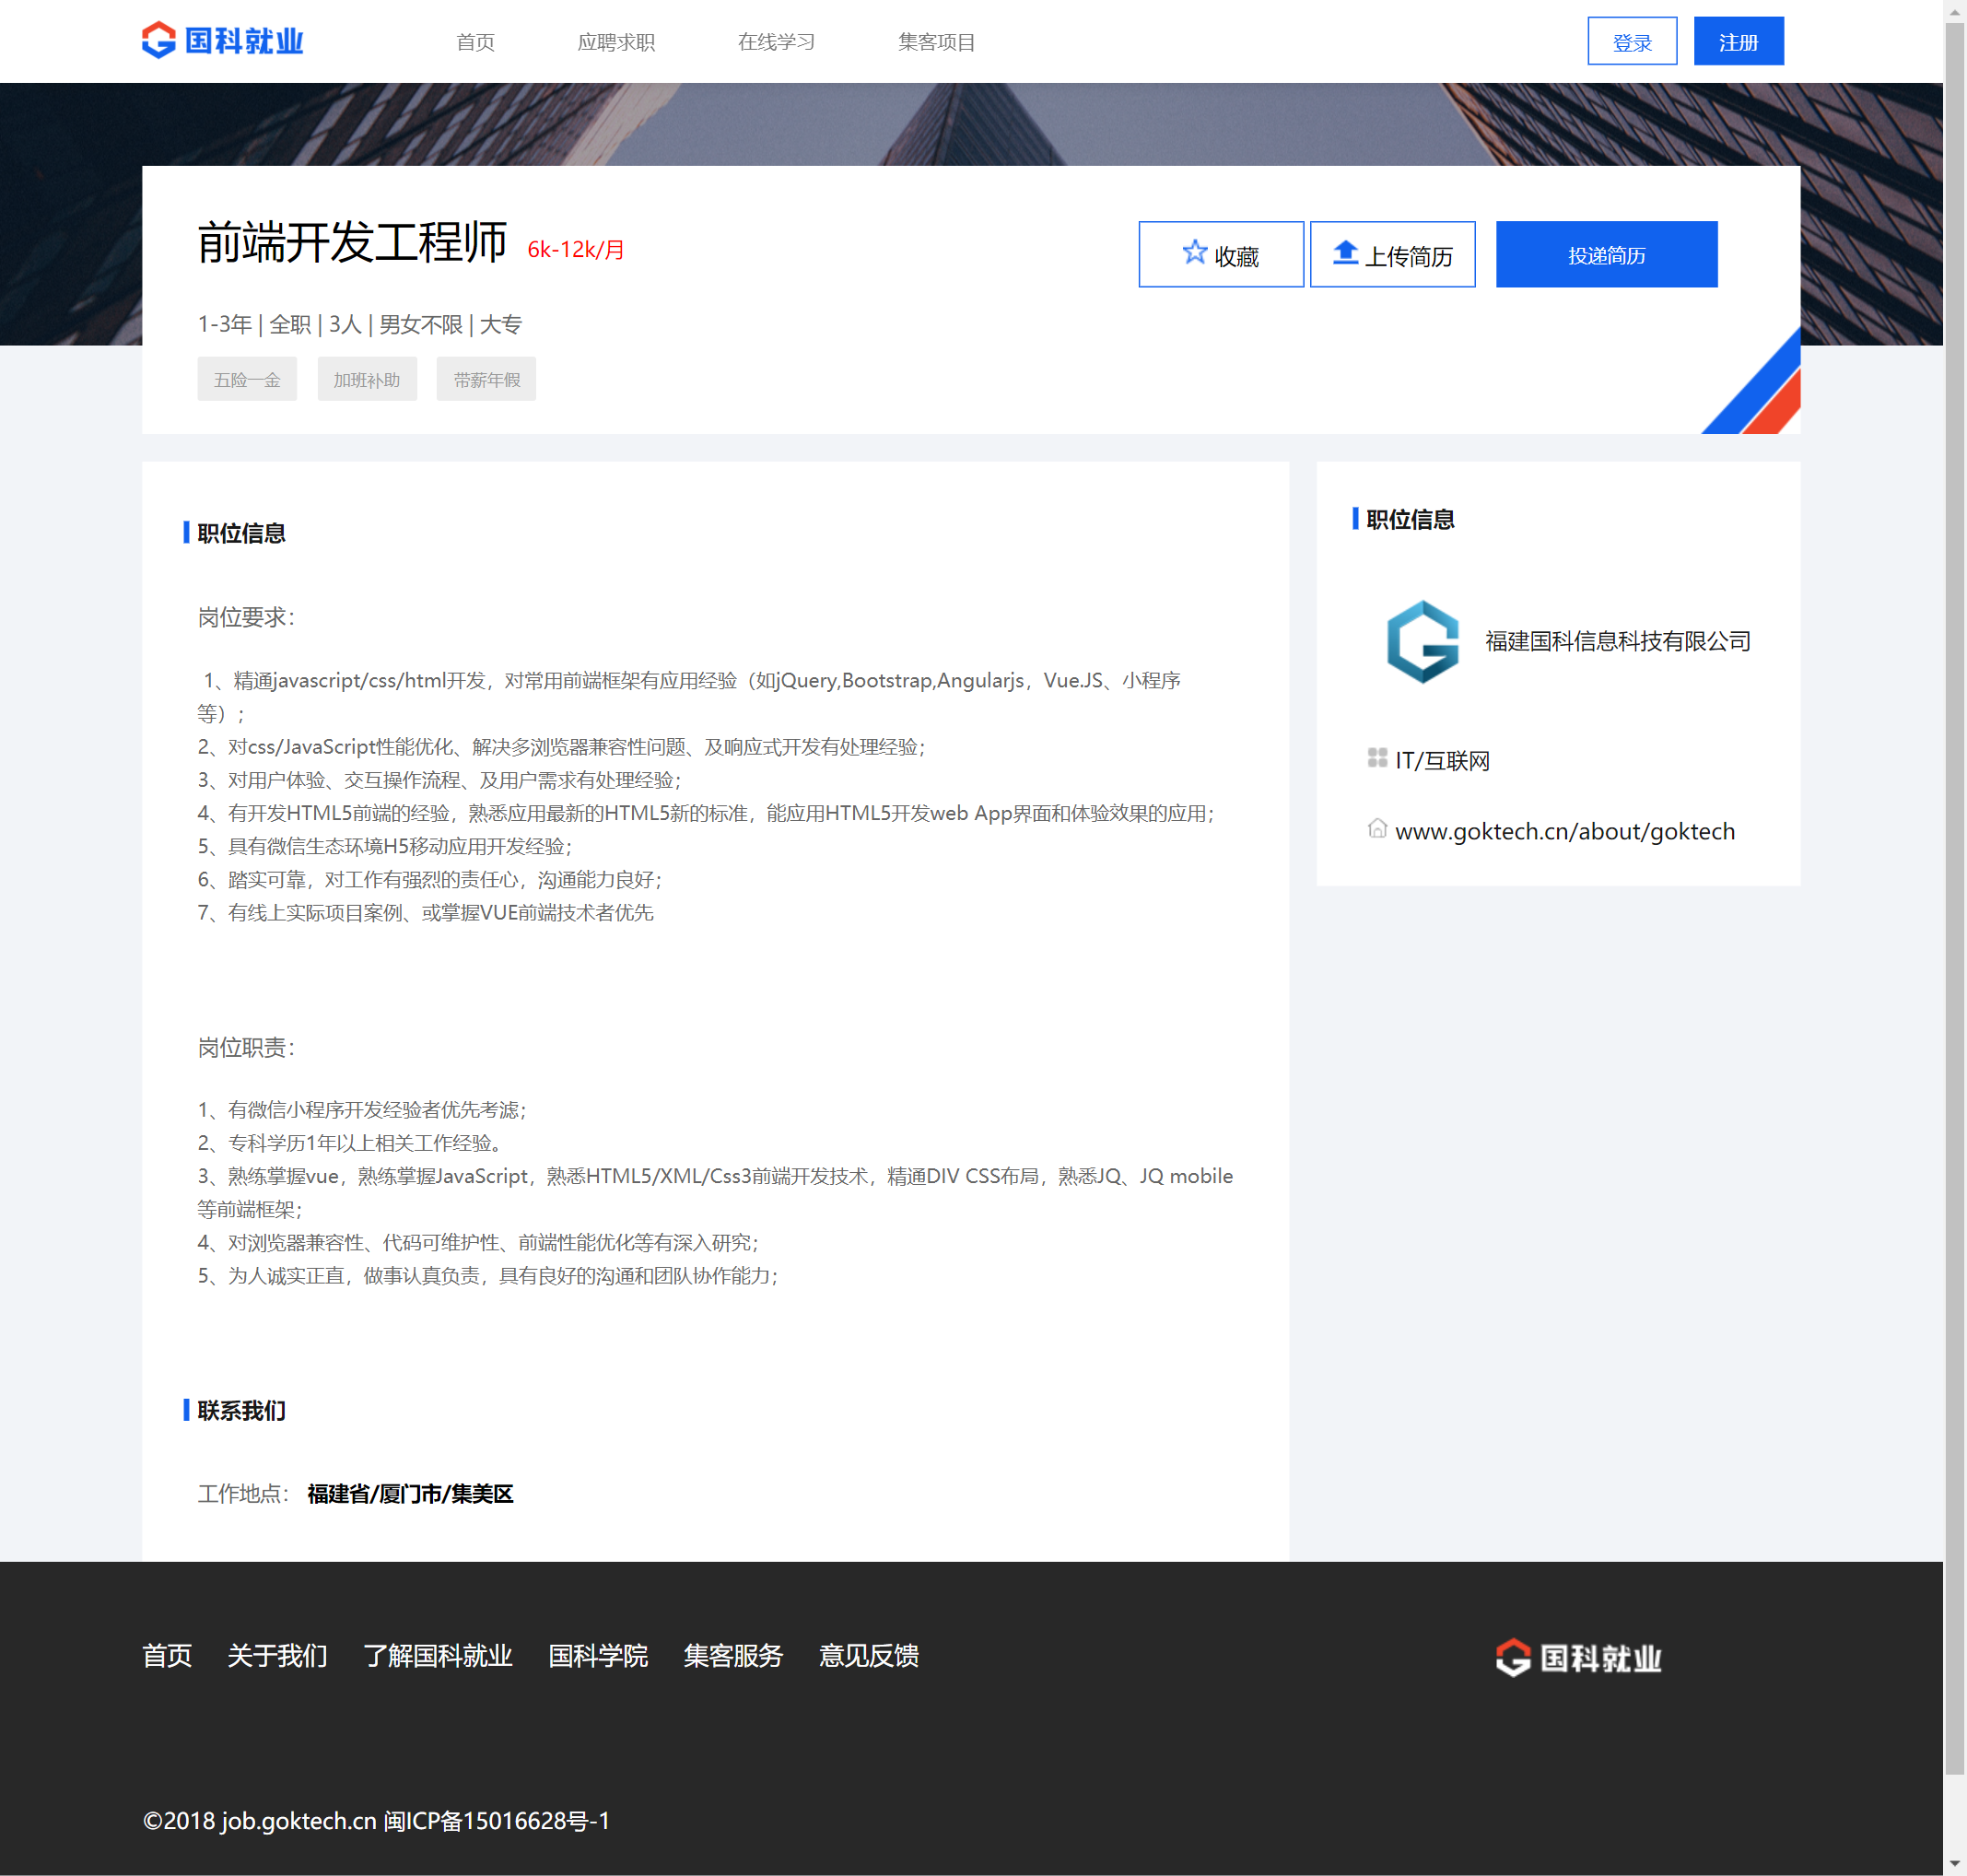 国科就业
首页 应聘求职 在线学习 集客项目
登录 注册
前端开发工程师 6k-12k/月
收藏 上传简历 投递简历
1-3年 | 全职 | 3人 | 男女不限 | 大专
五险一金 加班补助 带薪年假
职位信息
岗位要求：
1、精通javascript/css/html开发，对常用前端框架有应用经验（如jQuery,Bootstrap,Angularjs，Vue.JS、小程序
等）；
2、对css/JavaScript性能优化、解决多浏览器兼容性问题、及响应式开发有处理经验；
3、对用户体验、交互操作流程、及用户需求有处理经验；
4、有开发HTML5前端的经验，熟悉应用最新的HTML5新的标准，能应用HTML5开发web App界面和体验效果的应用；
5、具有微信生态环境H5移动应用开发经验；
6、踏实可靠，对工作有强烈的责任心，沟通能力良好；
7、有线上实际项目案例、或掌握VUE前端技术者优先
岗位职责：
1、有微信小程序开发经验者优先考滤；
2、专科学历1年以上相关工作经验。
3、熟练掌握vue，熟练掌握JavaScript，熟悉HTML5/XML/Css3前端开发技术，精通DIV CSS布局，熟悉JQ、JQ mobile
等前端框架；
4、对浏览器兼容性、代码可维护性、前端性能优化等有深入研究；
5、为人诚实正直，做事认真负责，具有良好的沟通和团队协作能力；
联系我们
工作地点： 福建省/厦门市/集美区
职位信息
福建国科信息科技有限公司
IT/互联网
www.goktech.cn/about/goktech
首页 关于我们 了解国科就业 国科学院 集客服务 意见反馈
国科就业
©2018 job.goktech.cn 闽ICP备15016628号-1